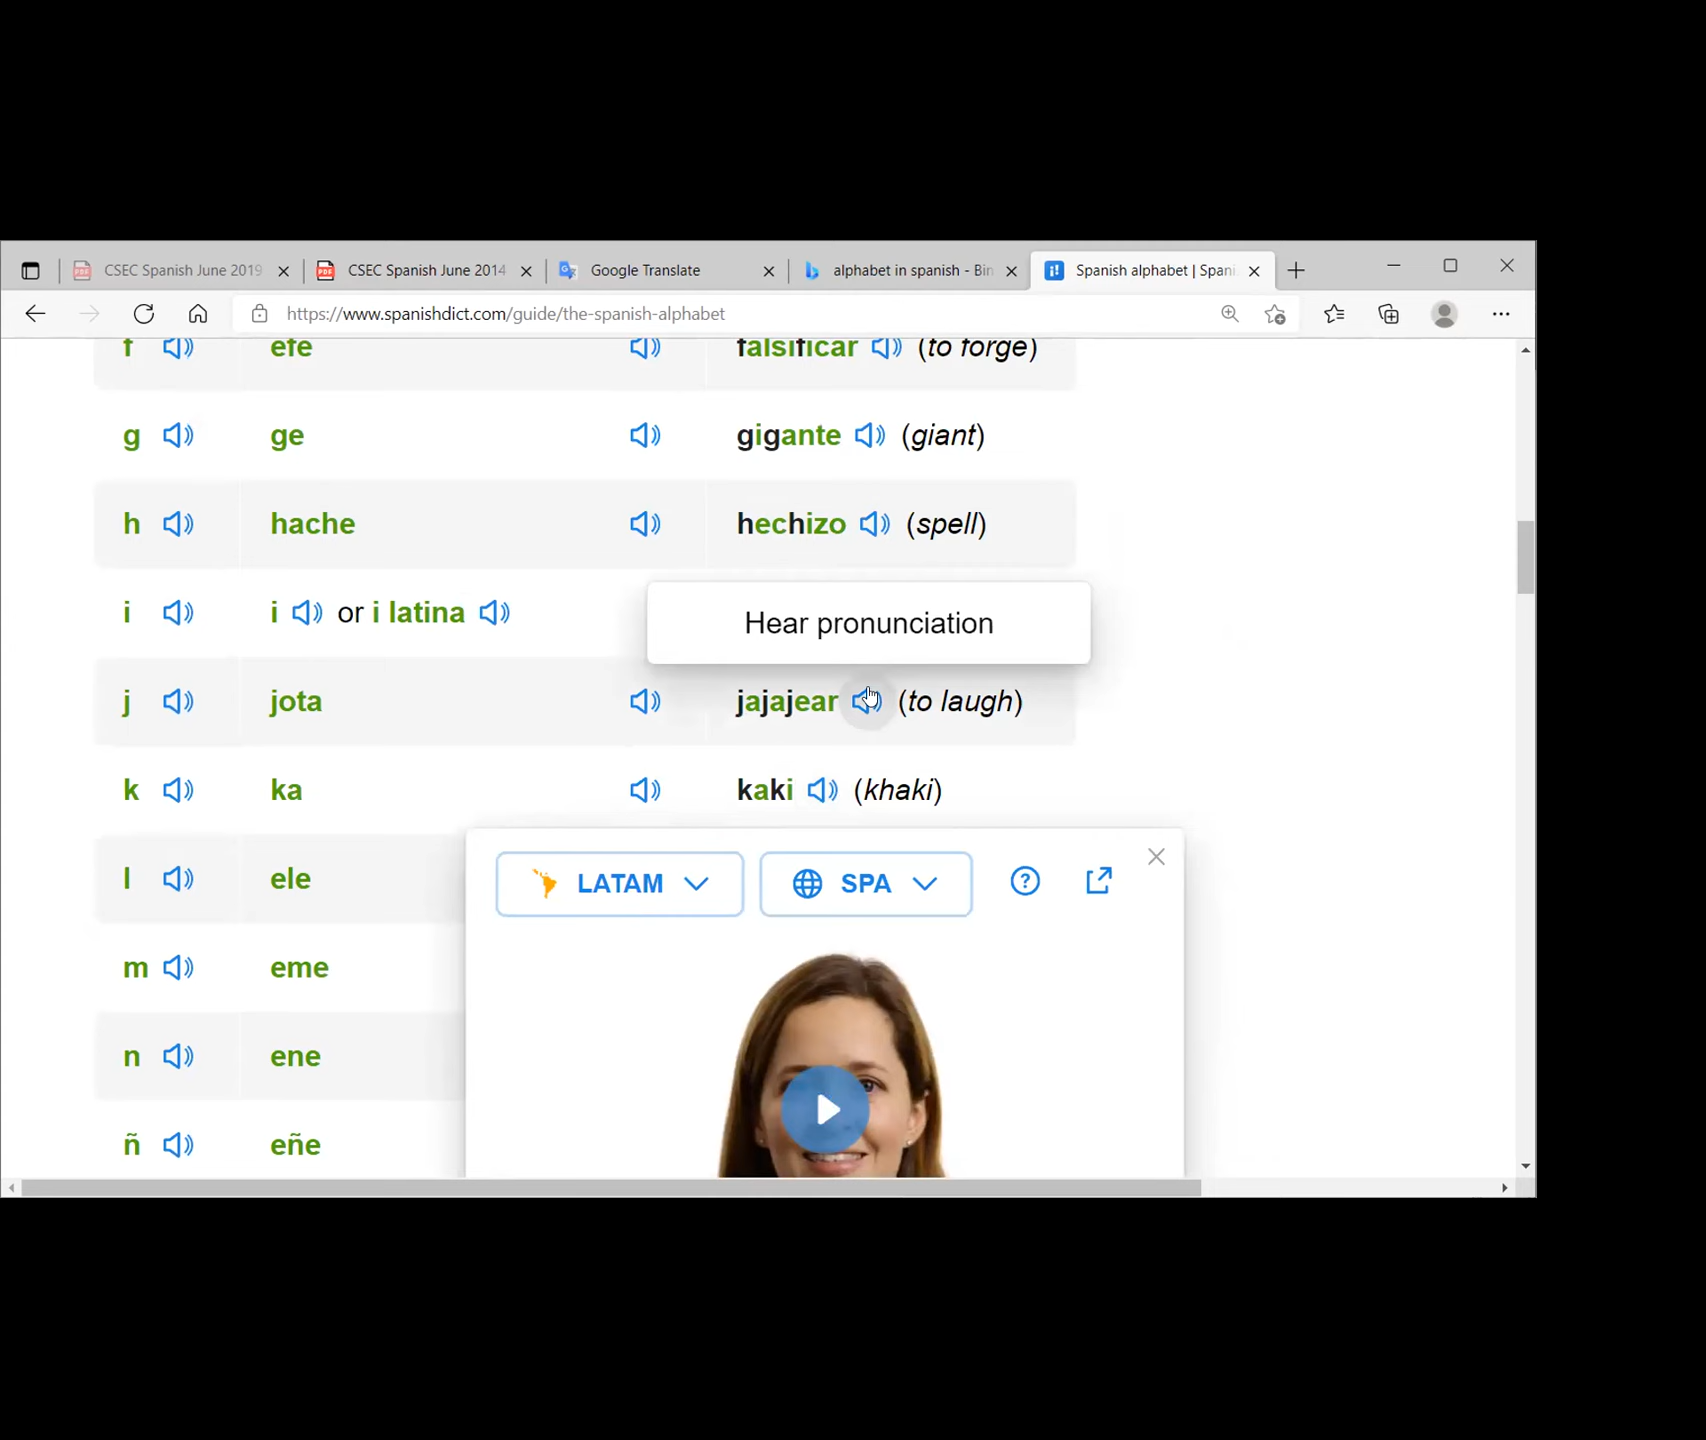 CSEC Spanish June 2019
CSEC Spanish June 2014
Google Translate
alphabet in spanish - Bin
Spanish alphabet | Spani
https://www.spanishdict.com/guide/the-spanish-alphabet
f efe falsificar (to forge)
g ge gigante (giant)
h hache hechizo (spell)
i i or i latina
Hear pronunciation
j jota jajajear (to laugh)
k ka kaki (khaki)
LATAM SPA
l ele
m eme
n ene
ñ eñe